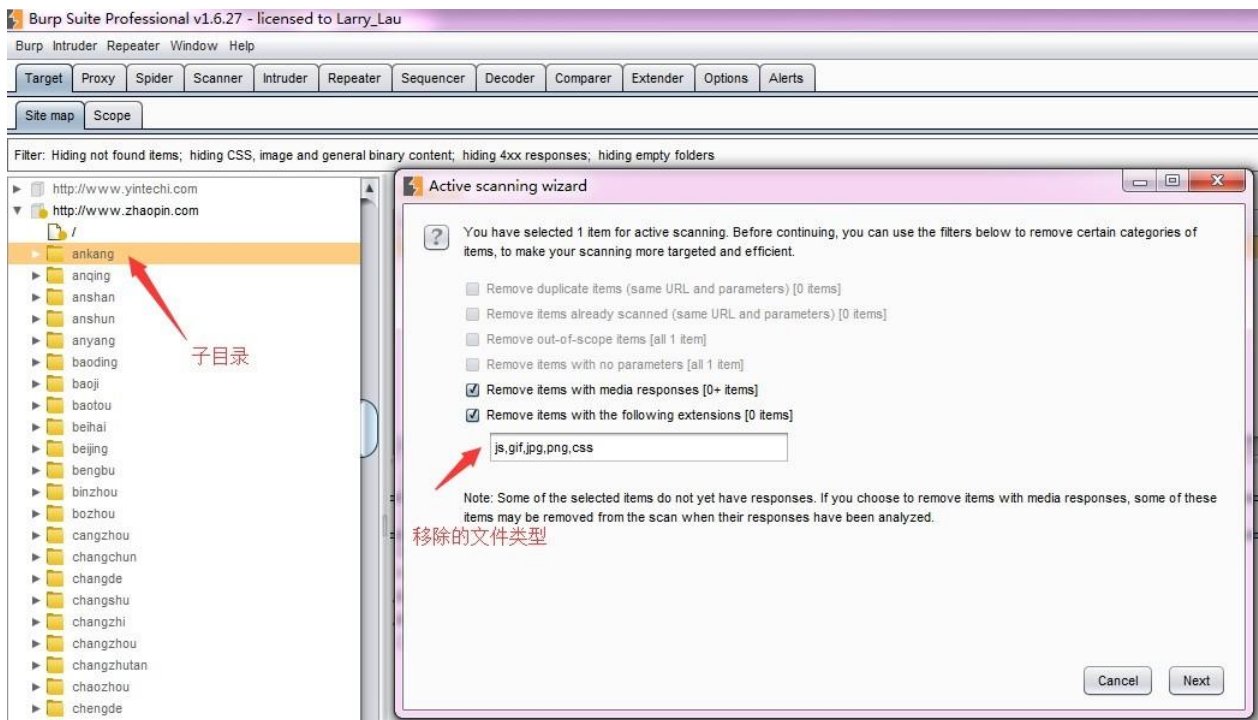 Burp Suite Professional v1.6.27 - licensed to Larry_Lau
Burp Intruder Repeater Window Help
Target Proxy Spider Scanner Intruder Repeater Sequencer Decoder Comparer Extender Options Alerts
Site map Scope
Filter: Hiding not found items; hiding CSS, image and general binary content; hiding 4xx responses; hiding empty folders
http://www.yintechi.com
http://www.zhaopin.com
/
ankang
anqing
anshan
anshun
anyang
baoding
baoji
baotou
beihai
beijing
bengbu
binzhou
bozhou
cangzhou
changchun
changde
changshu
changzhi
changzhou
changzhutan
chaozhou
chengde
子目录
Active scanning wizard
?
You have selected 1 item for active scanning. Before continuing, you can use the filters below to remove certain categories of
items, to make your scanning more targeted and efficient.
Remove duplicate items (same URL and parameters) [0 items]
Remove items already scanned (same URL and parameters) [0 items]
Remove out-of-scope items [all 1 item]
Remove items with no parameters [all 1 item]
Remove items with media responses [0+ items]
Remove items with the following extensions [0 items]
js,gif,jpg,png,css
Note: Some of the selected items do not yet have responses. If you choose to remove items with media responses, some of these
items may be removed from the scan when their responses have been analyzed.
移除的文件类型
Cancel Next